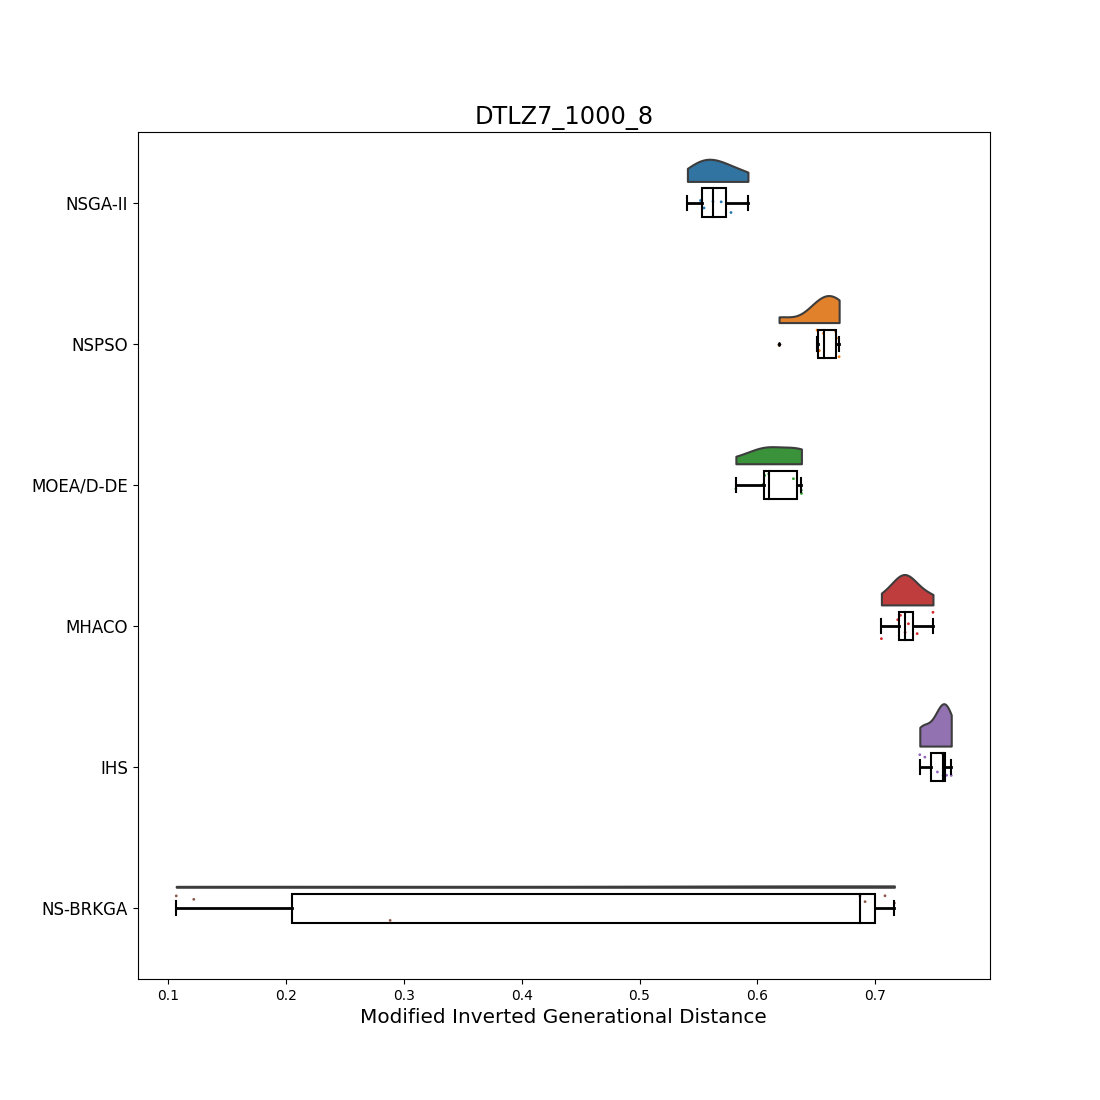 DTLZ7_1000_8
NSGA-II
NSPSO
MOEA/D-DE
MHACO
IHS
NS-BRKGA
0.1 0.2 0.3 0.4 0.5 0.6 0.7
Modified Inverted Generational Distance